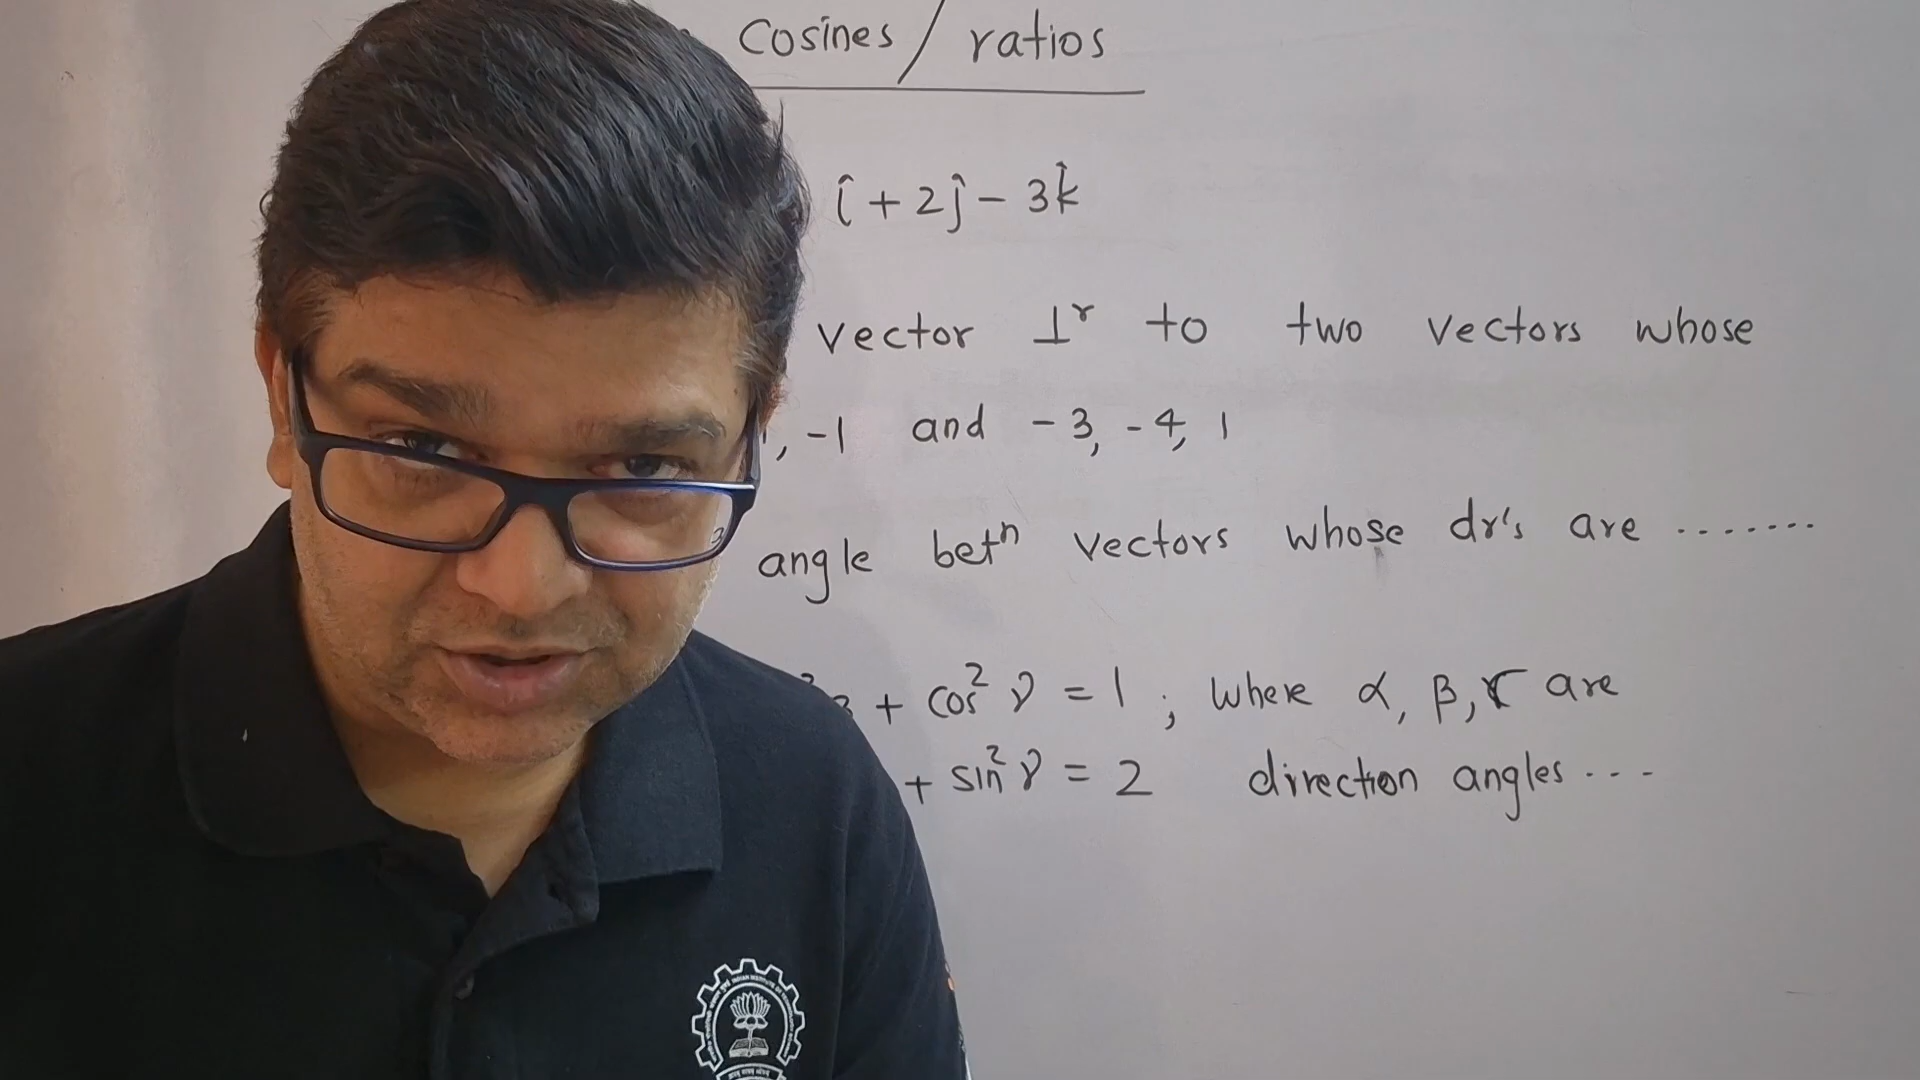 Cosines / ratios
î + 2ĵ - 3k̂
vector ⊥ʳ to two vectors whose
, -1 and -3, -4, 1
angle betⁿ vectors whose dr's are .......
+ cos² γ = 1 ; where α, β, γ are
+ sin² γ = 2 direction angles ...